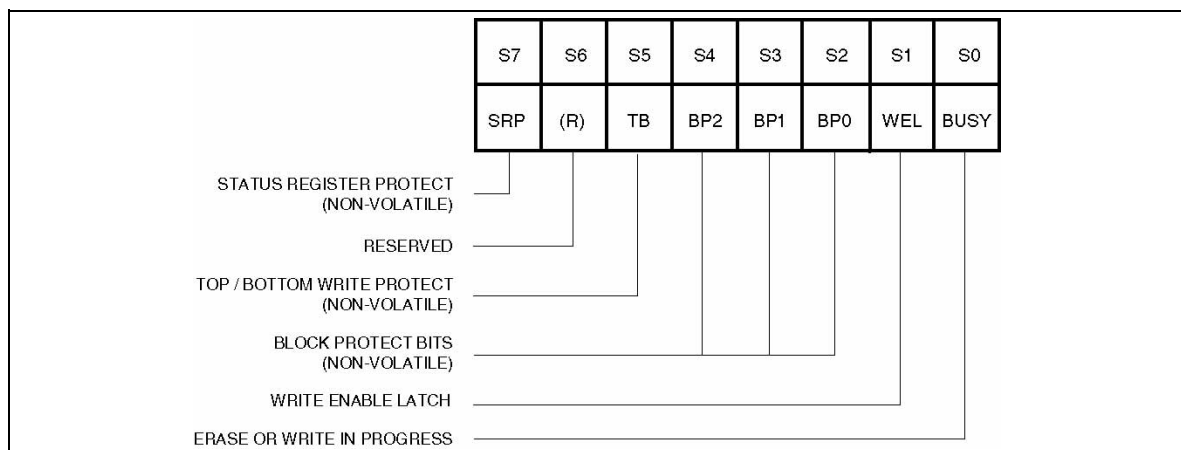 S7 S6 S5 S4 S3 S2 S1 S0
SRP (R) TB BP2 BP1 BP0 WEL BUSY
STATUS REGISTER PROTECT
(NON-VOLATILE)
RESERVED
TOP / BOTTOM WRITE PROTECT
(NON-VOLATILE)
BLOCK PROTECT BITS
(NON-VOLATILE)
WRITE ENABLE LATCH
ERASE OR WRITE IN PROGRESS